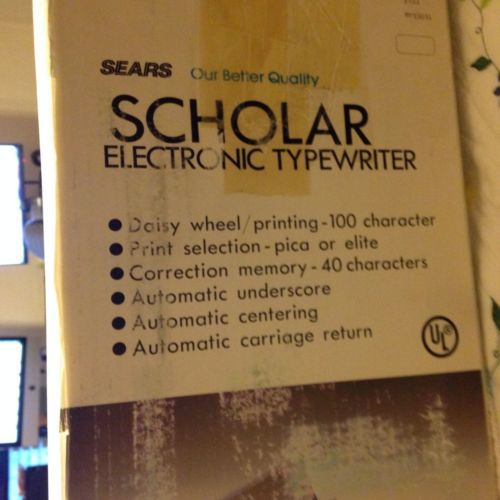 SEARS Our Better Quality
SCHOLAR
ELECTRONIC TYPEWRITER
● Daisy wheel/printing-100 character
● Print selection-pica or elite
● Correction memory-40 characters
● Automatic underscore
● Automatic centering
● Automatic carriage return
UL®